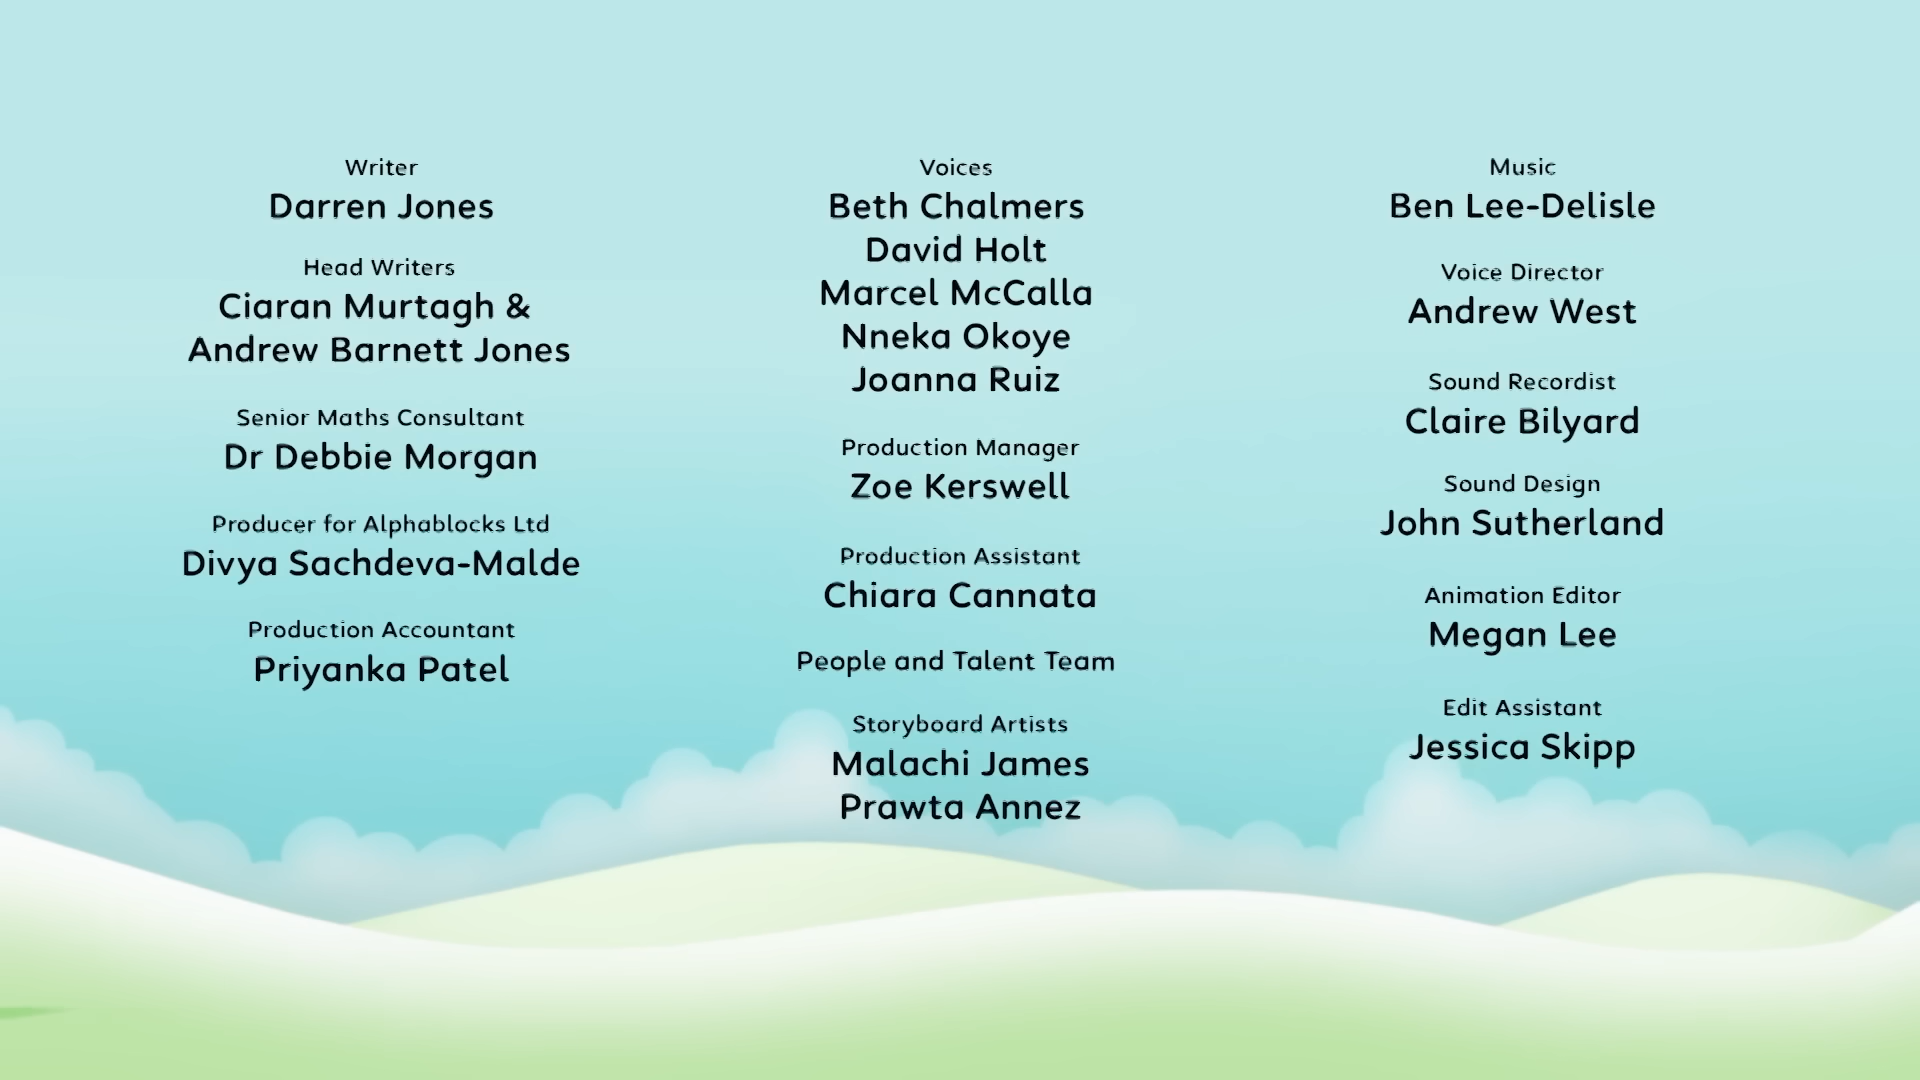 Writer
Darren Jones
Head Writers
Ciaran Murtagh &
Andrew Barnett Jones
Senior Maths Consultant
Dr Debbie Morgan
Producer for Alphablocks Ltd
Divya Sachdeva-Malde
Production Accountant
Priyanka Patel
Voices
Beth Chalmers
David Holt
Marcel McCalla
Nneka Okoye
Joanna Ruiz
Production Manager
Zoe Kerswell
Production Assistant
Chiara Cannata
People and Talent Team
Storyboard Artists
Malachi James
Prawta Annez
Music
Ben Lee-Delisle
Voice Director
Andrew West
Sound Recordist
Claire Bilyard
Sound Design
John Sutherland
Animation Editor
Megan Lee
Edit Assistant
Jessica Skipp